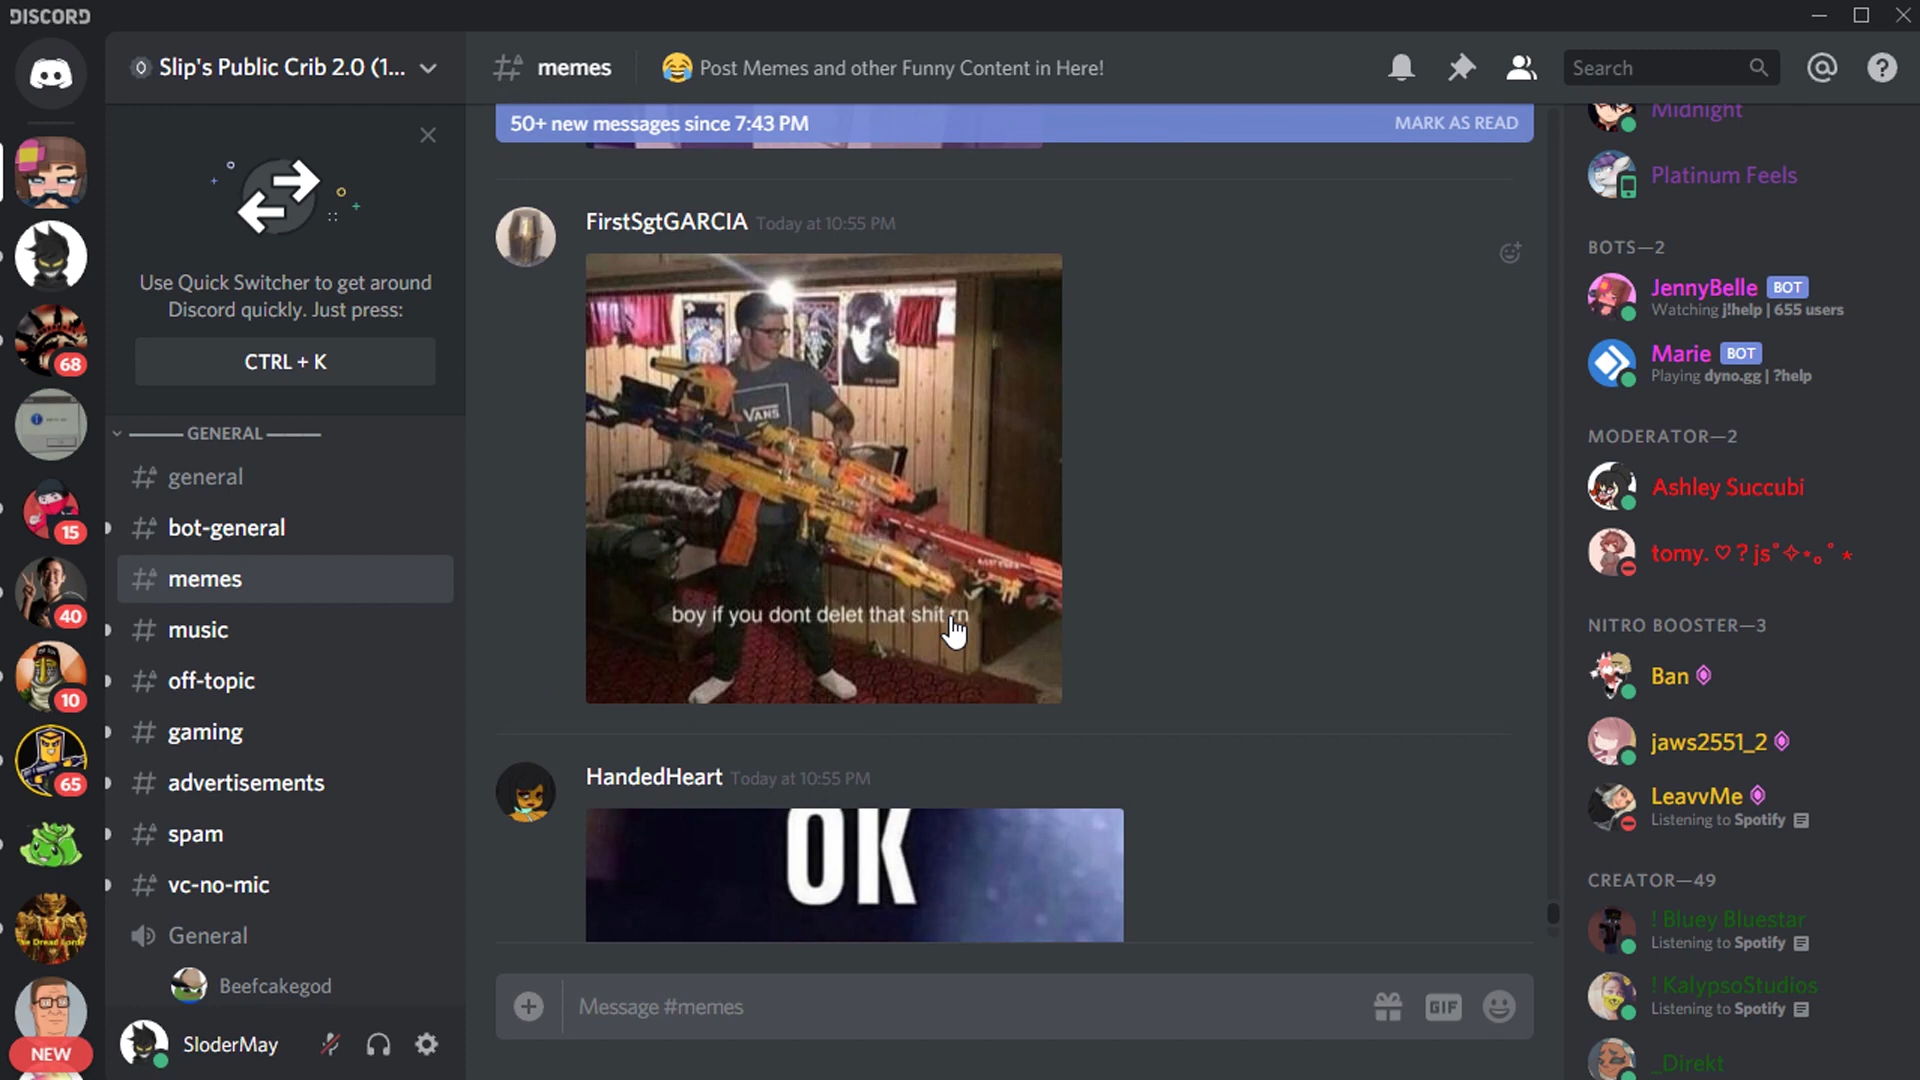 DISCORD
Slip's Public Crib 2.0 (1...
memes
😂 Post Memes and other Funny Content in Here!
Search
50+ new messages since 7:43 PM
MARK AS READ
Use Quick Switcher to get around
Discord quickly. Just press:
CTRL + K
GENERAL
general
bot-general
memes
music
off-topic
gaming
advertisements
spam
vc-no-mic
General
Beefcakegod
SloderMay
68
15
40
10
65
NEW
FirstSgtGARCIA Today at 10:55 PM
VANS
boy if you dont delet that shit rn
HandedHeart Today at 10:55 PM
OK
Message #memes
GIF
Midnight
Platinum Feels
BOTS—2
JennyBelle BOT
Watching j!help | 655 users
Marie BOT
Playing dyno.gg | ?help
MODERATOR—2
Ashley Succubi
tomy. ♡ ? js˚✧⋆｡˚ ⋆
NITRO BOOSTER—3
Ban
jaws2551_2
LeavvMe
Listening to Spotify
CREATOR—49
! Bluey Bluestar
Listening to Spotify
! KalypsoStudios
Listening to Spotify
_Direkt